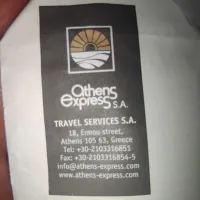 athens
express S.A.
TRAVEL SERVICES S.A.
18, Ermou street,
Athens 105 63, Greece
Tel: +30-2103316851
Fax: +30-2103316854-5
info@athens-express.com
www.athens-express.com